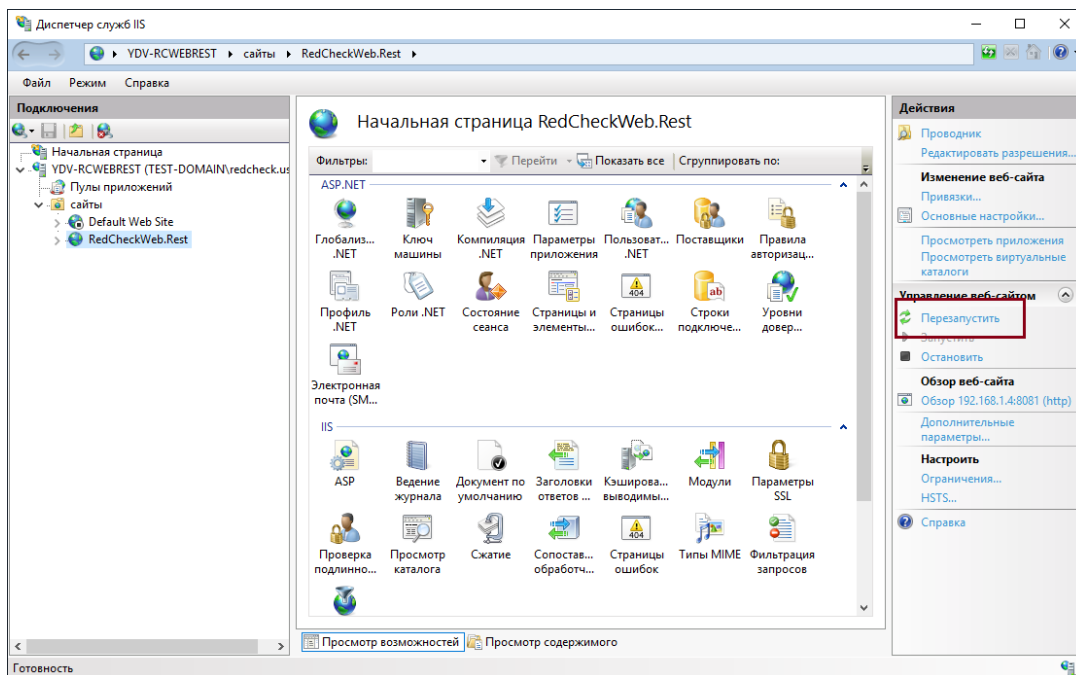 Диспетчер служб IIS
YDV-RCWEBREST
сайты
RedCheckWeb.Rest
Файл Режим Справка
Подключения
Начальная страница
YDV-RCWEBREST (TEST-DOMAIN\redcheck.us
Пулы приложений
сайты
Default Web Site
RedCheckWeb.Rest
Готовность
Начальная страница RedCheckWeb.Rest
Фильтры: Перейти Показать все Сгруппировать по:
ASP.NET
Глобализ... Ключ Компиляция Параметры Пользоват... Поставщики Правила
.NET машины .NET приложения .NET авторизац...
Профиль Роли .NET Состояние Страницы и Страницы Строки Уровни
.NET сеанса элементы... ошибок... подключе... довер...
404
ab
Электронная
почта (SM...
IIS
ASP Ведение Документ по Заголовки Кэширова... Модули Параметры
журнала умолчанию ответов ... выводимы... SSL
404
Проверка Просмотр Сжатие Сопостав... Страницы Типы MIME Фильтрация
подлинно... каталога обработч... ошибок запросов
Просмотр возможностей Просмотр содержимого
Действия
Проводник
Редактировать разрешения...
Изменение веб-сайта
Привязки...
Основные настройки...
Просмотреть приложения
Просмотреть виртуальные
каталоги
Управление веб-сайтом
Перезапустить
Запустить
Остановить
Обзор веб-сайта
Обзор 192.168.1.4:8081 (http)
Дополнительные
параметры...
Настроить
Ограничения...
HSTS...
Справка